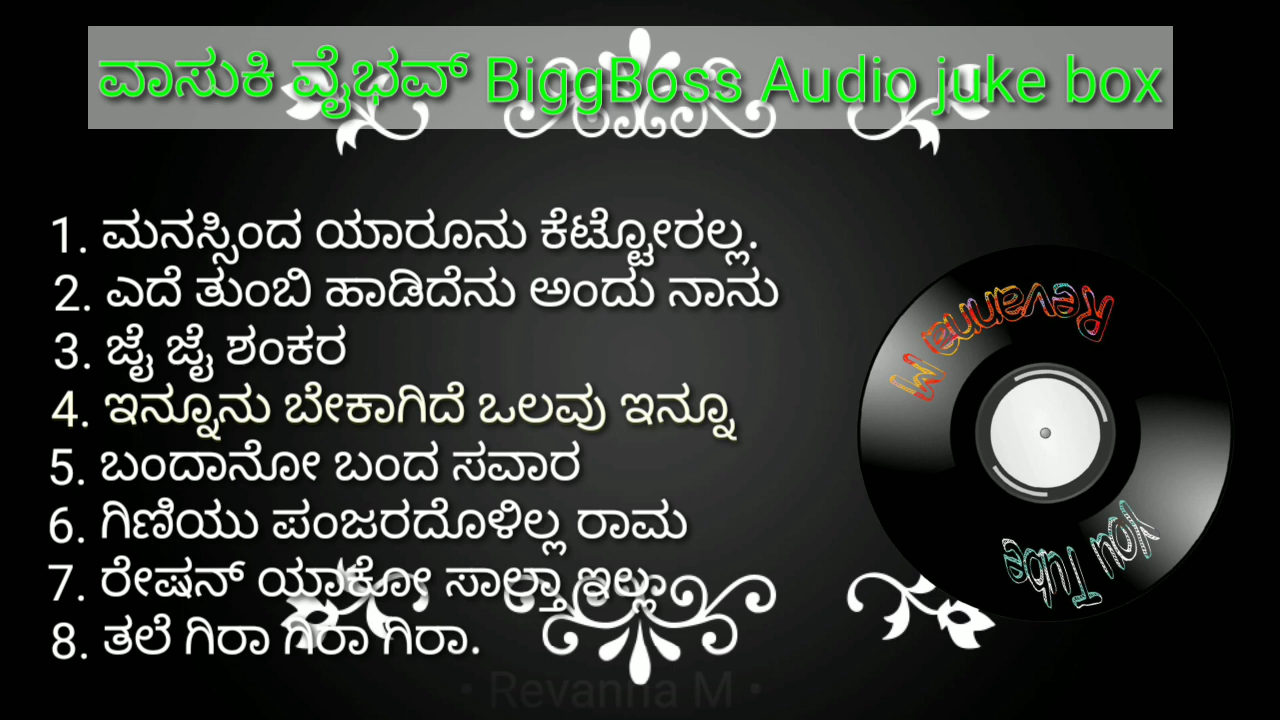 ವಾಸುಕಿ ವೈಭವ್ BiggBoss Audio juke box
1. ಮನಸ್ಸಿಂದ ಯಾರೂನು ಕೆಟ್ಟೋರಲ್ಲ.
2. ಎದೆ ತುಂಬಿ ಹಾಡಿದೆನು ಅಂದು ನಾನು
3. ಜೈ ಜೈ ಶಂಕರ
4. ಇನ್ನೂನು ಬೇಕಾಗಿದೆ ಒಲವು ಇನ್ನೂ
5. ಬಂದಾನೋ ಬಂದ ಸವಾರ
6. ಗಿಣಿಯು ಪಂಜರದೊಳಿಲ್ಲ ರಾಮ
7. ರೇಷನ್ ಯಾಕೋ ಸಾಲ್ತಾ ಇಲ್ಲ
8. ತಲೆ ಗಿರಾ ಗಿರಾ ಗಿರಾ.
Revanna M
You Tube
• Revanna M •